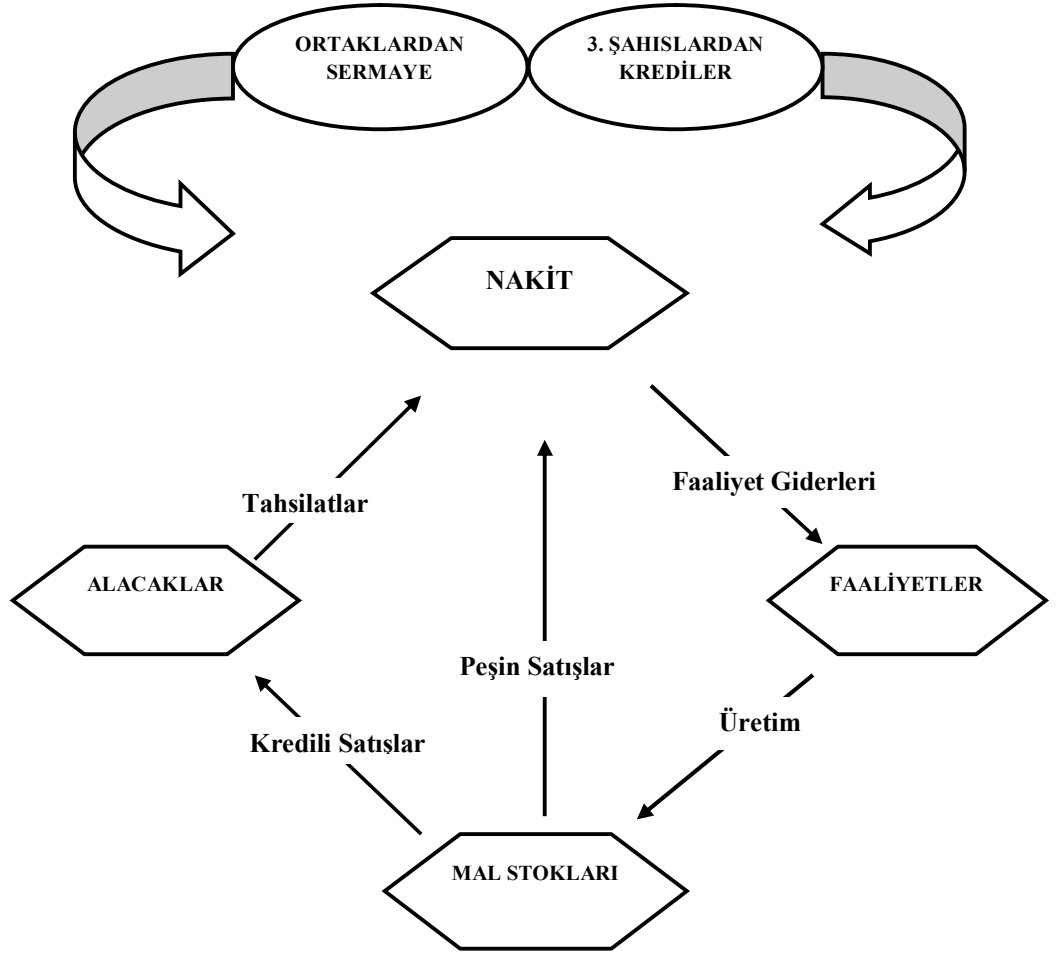 ORTAKLARDAN
SERMAYE
3. ŞAHISLARDAN
KREDİLER
NAKİT
Faaliyet Giderleri
Tahsilatlar
ALACAKLAR
FAALİYETLER
Peşin Satışlar
Üretim
Kredili Satışlar
MAL STOKLARI